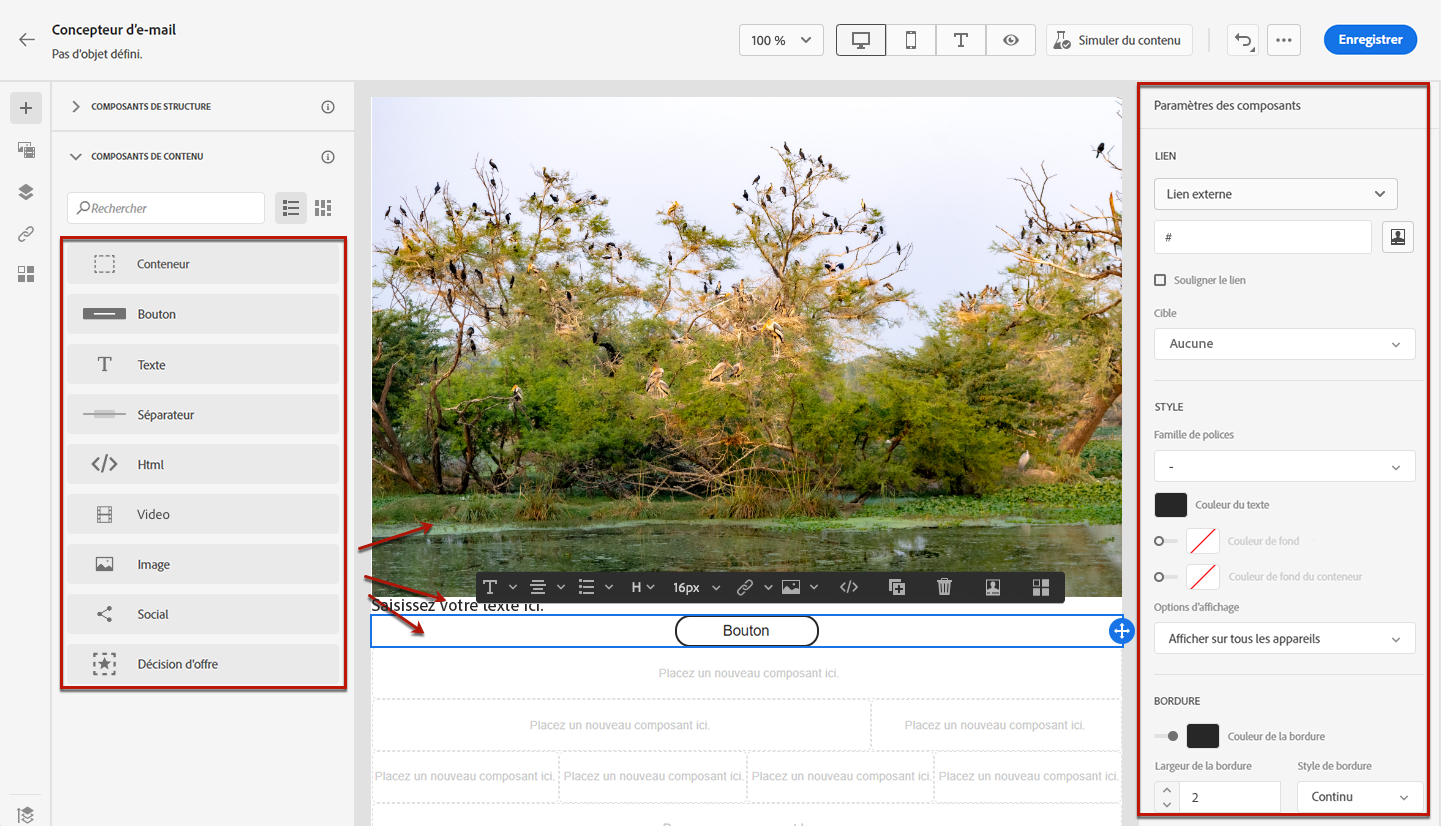 Concepteur d'e-mail
Pas d'objet défini.
100 %
Simuler du contenu
Enregistrer
COMPOSANTS DE STRUCTURE
COMPOSANTS DE CONTENU
Rechercher
Conteneur
Bouton
Texte
Séparateur
Html
Video
Image
Social
Décision d'offre
H
16px
Saisissez votre texte ici.
Bouton
Placez un nouveau composant ici.
Placez un nouveau composant ici. Placez un nouveau composant ici.
Placez un nouveau composant ici. Placez un nouveau composant ici. Placez un nouveau composant ici. Placez un nouveau composant ici.
Paramètres des composants
LIEN
Lien externe
#
Souligner le lien
Cible
Aucune
STYLE
Famille de polices
-
Couleur du texte
Couleur de fond
Couleur de fond du conteneur
Options d'affichage
Afficher sur tous les appareils
BORDURE
Couleur de la bordure
Largeur de la bordure Style de bordure
2 Continu